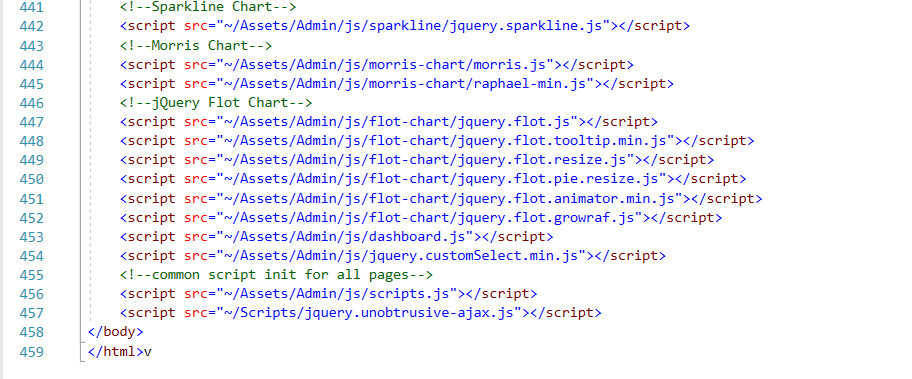 441 <!--Sparkline Chart-->
442 <script src="~/Assets/Admin/js/sparkline/jquery.sparkline.js"></script>
443 <!--Morris Chart-->
444 <script src="~/Assets/Admin/js/morris-chart/morris.js"></script>
445 <script src="~/Assets/Admin/js/morris-chart/raphael-min.js"></script>
446 <!--jQuery Flot Chart-->
447 <script src="~/Assets/Admin/js/flot-chart/jquery.flot.js"></script>
448 <script src="~/Assets/Admin/js/flot-chart/jquery.flot.tooltip.min.js"></script>
449 <script src="~/Assets/Admin/js/flot-chart/jquery.flot.resize.js"></script>
450 <script src="~/Assets/Admin/js/flot-chart/jquery.flot.pie.resize.js"></script>
451 <script src="~/Assets/Admin/js/flot-chart/jquery.flot.animator.min.js"></script>
452 <script src="~/Assets/Admin/js/flot-chart/jquery.flot.growraf.js"></script>
453 <script src="~/Assets/Admin/js/dashboard.js"></script>
454 <script src="~/Assets/Admin/js/jquery.customSelect.min.js"></script>
455 <!--common script init for all pages-->
456 <script src="~/Assets/Admin/js/scripts.js"></script>
457 <script src="~/Scripts/jquery.unobtrusive-ajax.js"></script>
458 </body>
459 </html>v